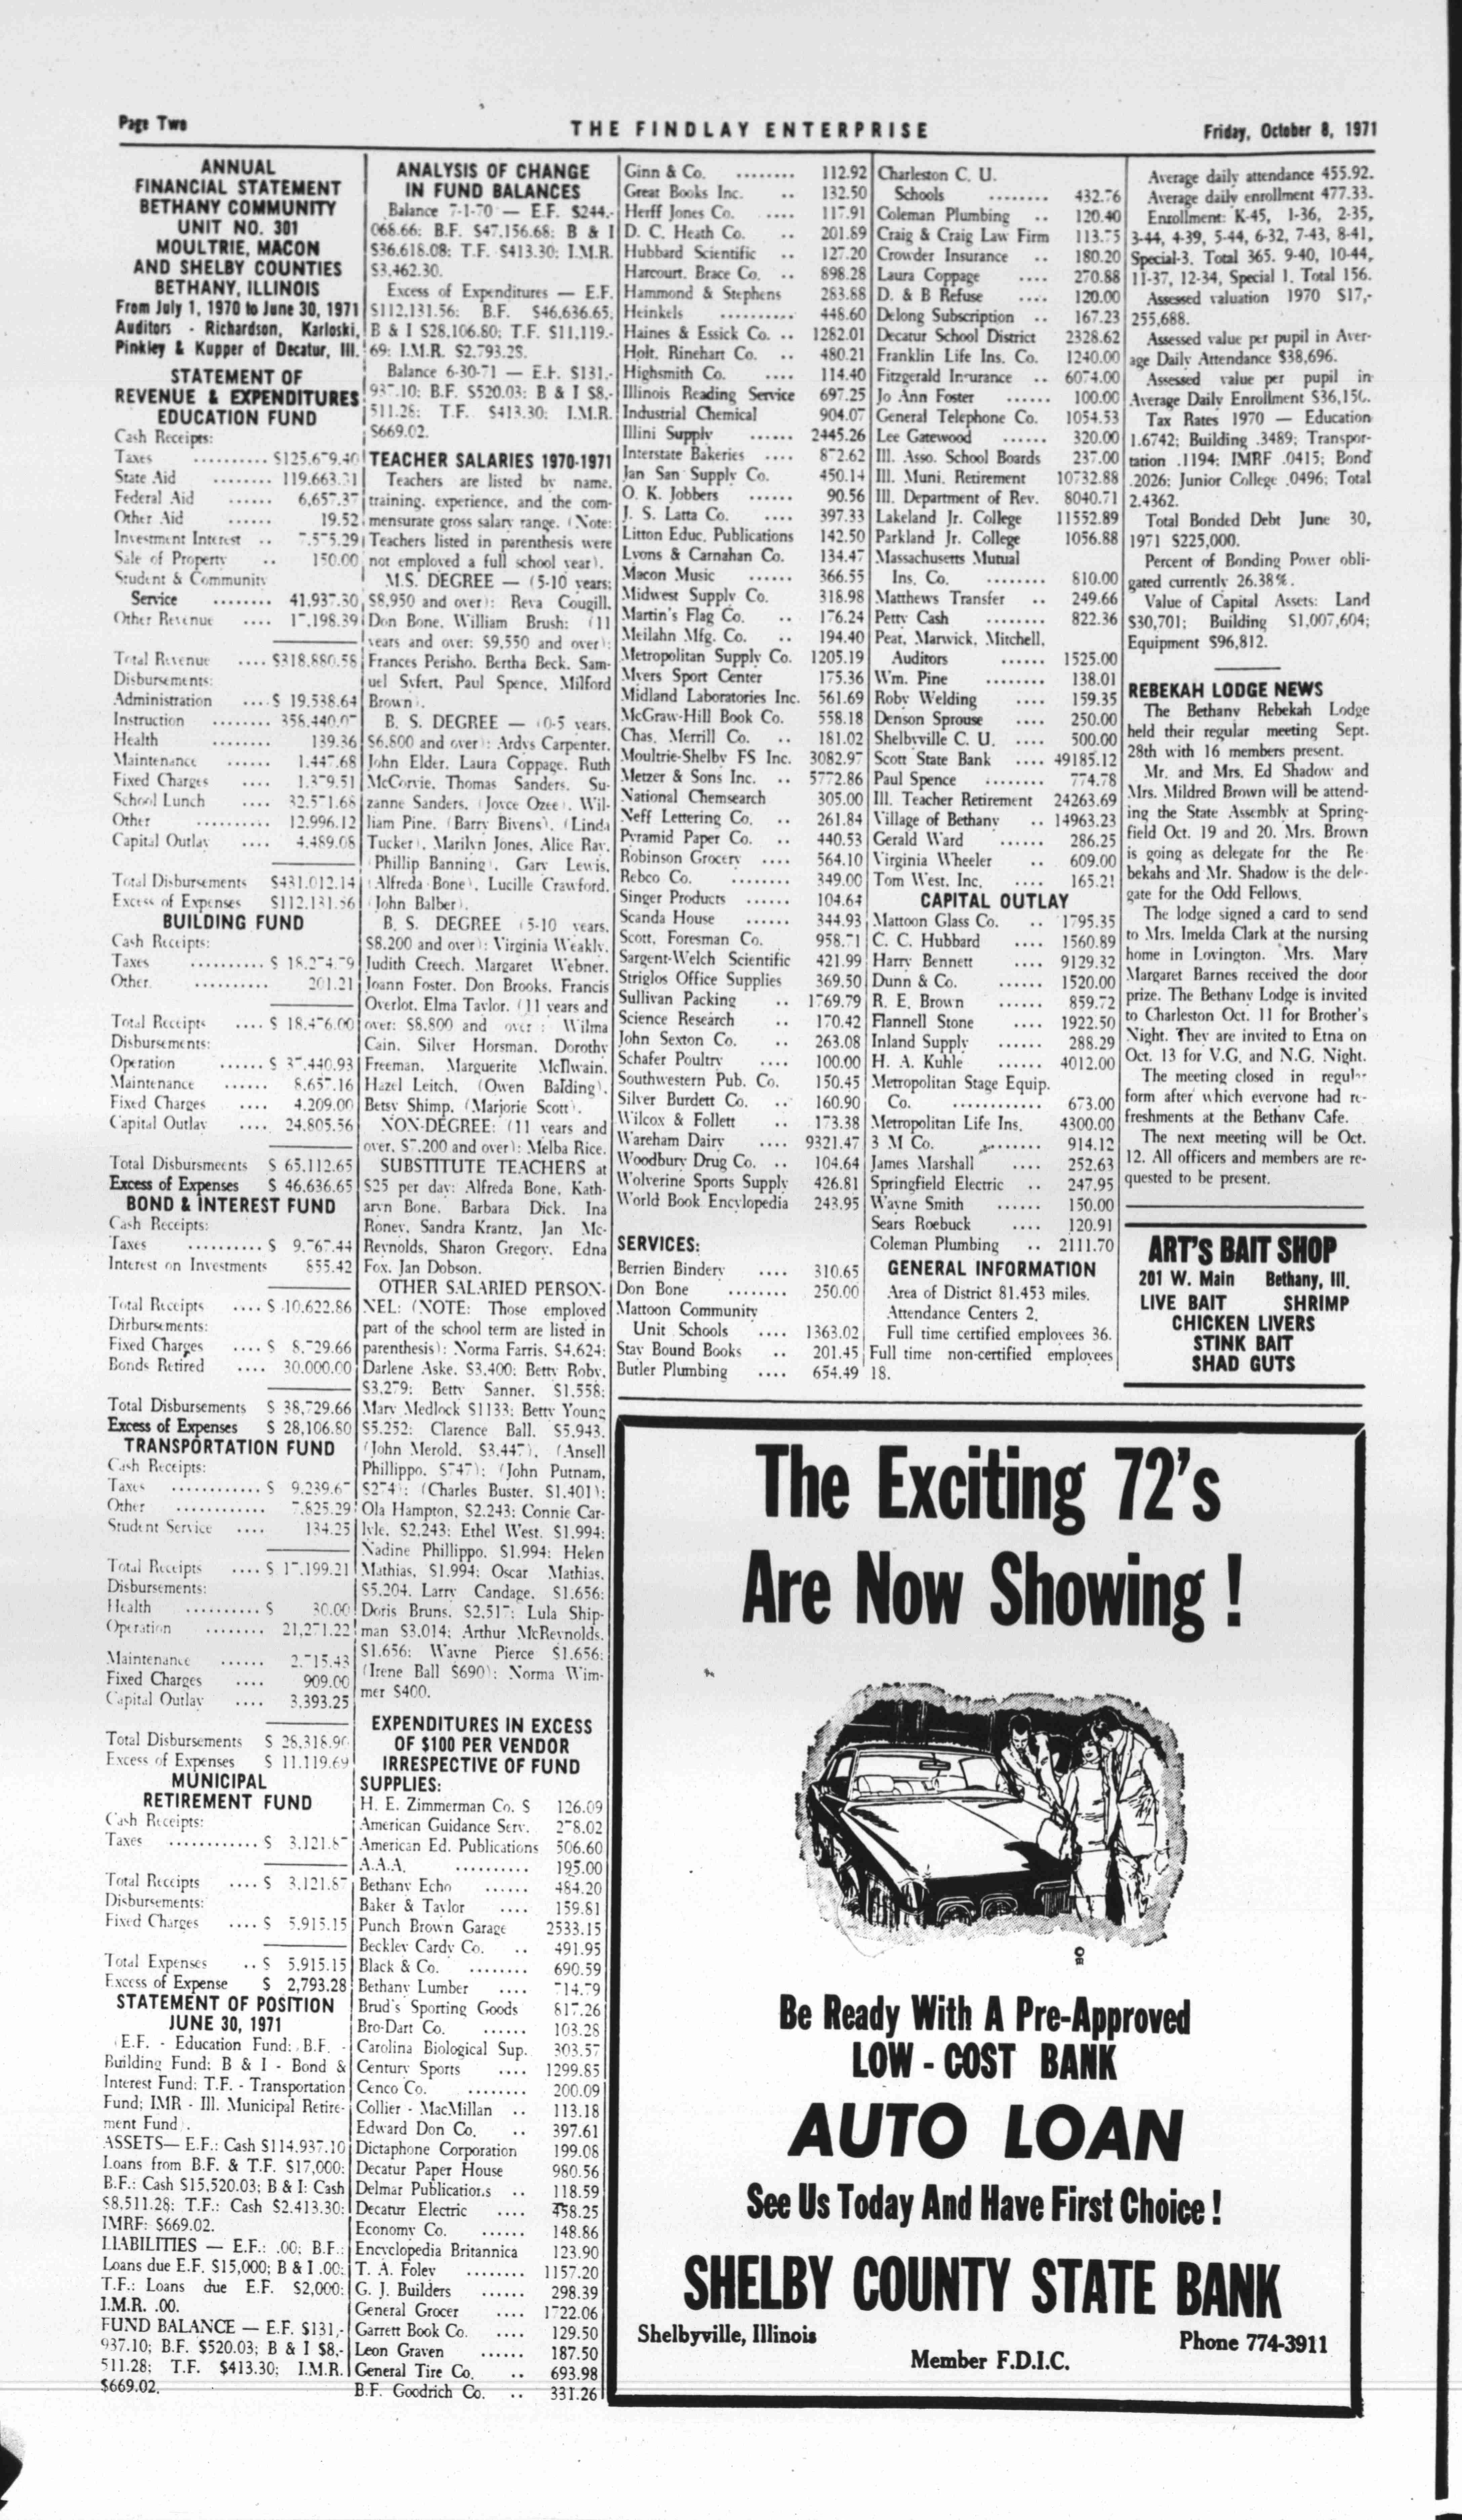 Page Two
THE FINDLAY ENTERPRISE
Friday, October 8, 1971
ANNUAL
FINANCIAL STATEMENT
BETHANY COMMUNITY
UNIT NO. 301
MOULTRIE, MACON
AND SHELBY COUNTIES
BETHANY, ILLINOIS
From July 1, 1970 to June 30, 1971
Auditors - Richardson, Karloski,
Pinkley & Kupper of Decatur, Ill.
STATEMENT OF
REVENUE & EXPENDITURES
EDUCATION FUND
Cash Receipts:
Taxes .......... $125,679.40
State Aid ........ 119,663.31
Federal Aid ...... 6,657.37
Other Aid ...... 19.52
Investment Interest .. 7,575.29
Sale of Property .. 150.00
Student & Community
Service ........ 41,937.30
Other Revenue .... 17,198.39
Total Revenue .... $318,880.58
Disbursements:
Administration .... $ 19,538.64
Instruction ........ 358,440.07
Health ........ 139.36
Maintenance ...... 1,447.68
Fixed Charges .... 1,379.51
School Lunch .... 32,571.68
Other .......... 12,996.12
Capital Outlay .... 4,489.08
Total Disbursements $431,012.14
Excess of Expenses $112,131.56
BUILDING FUND
Cash Receipts:
Taxes .......... $ 18,274.79
Other .......... 201.21
Total Receipts .... $ 18,476.00
Disbursements:
Operation ...... $ 37,440.93
Maintenance ...... 8,657.16
Fixed Charges .... 4,209.00
Capital Outlay .... 24,805.56
Total Disbursmeents $ 65,112.65
Excess of Expenses $ 46,636.65
BOND & INTEREST FUND
Cash Receipts:
Taxes .......... $ 9,767.44
Interest on Investments 855.42
Total Receipts .... $ 10,622.86
Dirbursements:
Fixed Charges .... $ 8,729.66
Bonds Retired .... 30,000.00
Total Disbursements $ 38,729.66
Excess of Expenses $ 28,106.80
TRANSPORTATION FUND
Cash Receipts:
Taxes ............ $ 9,239.67
Other ............ 7,825.29
Student Service .... 134.25
Total Receipts .... $ 17,199.21
Disbursements:
Health .......... $ 30.00
Operation ........ 21,271.22
Maintenance ...... 2,715.43
Fixed Charges .... 909.00
Capital Outlay .... 3,393.25
Total Disbursements $ 28,318.90
Excess of Expenses $ 11,119.69
MUNICIPAL
RETIREMENT FUND
Cash Receipts:
Taxes ............ $ 3,121.87
Total Receipts .... $ 3,121.87
Disbursements:
Fixed Charges .... $ 5,915.15
Total Expenses .. $ 5,915.15
Excess of Expense $ 2,793.28
STATEMENT OF POSITION
JUNE 30, 1971
(E.F. - Education Fund; B.F. -
Building Fund; B & I - Bond &
Interest Fund; T.F. - Transportation
Fund; IMR - Ill. Municipal Retire-
ment Fund).
ASSETS— E.F.: Cash $114,937.10
Loans from B.F. & T.F. $17,000;
B.F.: Cash $15,520.03; B & I: Cash
$8,511.28; T.F.: Cash $2,413.30;
IMRF: $669.02.
LIABILITIES — E.F.: .00; B.F.:
Loans due E.F. $15,000; B & I .00;
T.F.: Loans due E.F. $2,000;
I.M.R. .00.
FUND BALANCE — E.F. $131,-
937.10; B.F. $520.03; B & I $8,-
511.28; T.F. $413.30; I.M.R.
$669.02.
ANALYSIS OF CHANGE
IN FUND BALANCES
Balance 7-1-70 — E.F. $244,-
068.66; B.F. $47,156.68; B & I
$36,618.08; T.F. $413.30; I.M.R.
$3,462.30.
Excess of Expenditures — E.F.
$112,131.56; B.F. $46,636.65,
B & I $28,106.80; T.F. $11,119.-
69; I.M.R. $2,793.28.
Balance 6-30-71 — E.F. $131,-
937.10; B.F. $520.03; B & I $8,-
511.28; T.F. $413.30; I.M.R.
$669.02.
TEACHER SALARIES 1970-1971
Teachers are listed by name,
training, experience, and the com-
mensurate gross salary range. (Note:
Teachers listed in parenthesis were
not employed a full school year).
M.S. DEGREE — (5-10 years;
$8,950 and over): Reva Cougill,
Don Bone, William Brush; (11
years and over; $9,550 and over):
Frances Perisho, Bertha Beck, Sam-
uel Syfert, Paul Spence, Milford
Brown).
B. S. DEGREE — (0-5 years,
$6,800 and over): Ardys Carpenter,
John Elder, Laura Coppage, Ruth
McCorvie, Thomas Sanders, Su-
zanne Sanders, (Joyce Ozee), Wil-
liam Pine, (Barry Bivens), (Linda
Tucker), Marilyn Jones, Alice Ray,
(Phillip Banning), Gary Lewis,
(Alfreda Bone), Lucille Crawford,
(John Balber).
B. S. DEGREE (5-10 years,
$8,200 and over): Virginia Weakly,
Judith Creech, Margaret Webner,
Joann Foster, Don Brooks, Francis
Overlot, Elma Taylor, (11 years and
over; $8,800 and over): Wilma
Cain, Silver Horsman, Dorothy
Freeman, Marguerite McIlwain,
Hazel Leitch, (Owen Balding),
Betsy Shimp, (Marjorie Scott).
NON-DEGREE: (11 years and
over, $7,200 and over): Melba Rice.
SUBSTITUTE TEACHERS at
$25 per day: Alfreda Bone, Kath-
aryn Bone, Barbara Dick, Ina
Roney, Sandra Krantz, Jan Mc-
Reynolds, Sharon Gregory, Edna
Fox, Jan Dobson.
OTHER SALARIED PERSON-
NEL: (NOTE: Those employed
part of the school term are listed in
parenthesis): Norma Farris, $4,624;
Darlene Aske, $3,400; Betty Roby,
$3,279; Betty Sanner, $1,558;
Mary Medlock $1133; Betty Young
$5,252; Clarence Ball, $5,943,
(John Merold, $3,447), (Ansell
Phillippo, $747); (John Putnam,
$274); (Charles Buster, $1,401);
Ola Hampton, $2,243; Connie Car-
lyle, $2,243; Ethel West, $1,994;
Nadine Phillippo, $1,994; Helen
Mathias, $1,994; Oscar Mathias,
$5,204, Larry Candage, $1,656;
Doris Bruns, $2,517; Lula Ship-
man $3,014; Arthur McReynolds,
$1,656; Wayne Pierce $1,656;
(Irene Ball $690); Norma Wim-
mer $400.
EXPENDITURES IN EXCESS
OF $100 PER VENDOR
IRRESPECTIVE OF FUND
SUPPLIES:
H. E. Zimmerman Co. $ 126.09
American Guidance Serv. 278.02
American Ed. Publications 506.60
A.A.A. .......... 195.00
Bethany Echo ...... 484.20
Baker & Taylor .... 159.81
Punch Brown Garage 2533.15
Beckley Cardy Co. .. 491.95
Black & Co. ........ 690.59
Bethany Lumber .... 714.79
Brud's Sporting Goods 817.26
Bro-Dart Co. ...... 103.28
Carolina Biological Sup. 303.57
Century Sports .... 1299.85
Cenco Co. ........ 200.09
Collier - MacMillan .. 113.18
Edward Don Co. .. 397.61
Dictaphone Corporation 199.08
Decatur Paper House 980.56
Delmar Publications .. 118.59
Decatur Electric .... 458.25
Economy Co. ...... 148.86
Encyclopedia Britannica 123.90
T. A. Foley ........ 1157.20
G. J. Builders ...... 298.39
General Grocer .... 1722.06
Garrett Book Co. .... 129.50
Leon Graven ...... 187.50
General Tire Co. .. 693.98
B.F. Goodrich Co. .. 331.26
Ginn & Co. ........ 112.92
Great Books Inc. .. 132.50
Herff Jones Co. .... 117.91
D. C. Heath Co. .. 201.89
Hubbard Scientific .. 127.20
Harcourt, Brace Co. .. 898.28
Hammond & Stephens 283.88
Heinkels .......... 448.60
Haines & Essick Co. .. 1282.01
Holt, Rinehart Co. .. 480.21
Highsmith Co. .... 114.40
Illinois Reading Service 697.25
Industrial Chemical 904.07
Illini Supply ...... 2445.26
Interstate Bakeries .... 872.62
Jan San Supply Co. 450.14
O. K. Jobbers ...... 90.56
J. S. Latta Co. .... 397.33
Litton Educ. Publications 142.50
Lyons & Carnahan Co. 134.47
Macon Music ...... 366.55
Midwest Supply Co. 318.98
Martin's Flag Co. .. 176.24
Meilahn Mfg. Co. .. 194.40
Metropolitan Supply Co. 1205.19
Myers Sport Center 175.36
Midland Laboratories Inc. 561.69
McGraw-Hill Book Co. 558.18
Chas. Merrill Co. .. 181.02
Moultrie-Shelby FS Inc. 3082.97
Metzer & Sons Inc. .. 5772.86
National Chemsearch 305.00
Neff Lettering Co. .. 261.84
Pyramid Paper Co. .. 440.53
Robinson Grocery .... 564.10
Rebco Co. ........ 349.00
Singer Products ...... 104.64
Scanda House ...... 344.93
Scott, Foresman Co. 958.71
Sargent-Welch Scientific 421.99
Striglos Office Supplies 369.50
Sullivan Packing .. 1769.79
Science Research .. 170.42
John Sexton Co. .. 263.08
Schafer Poultry .... 100.00
Southwestern Pub. Co. 150.45
Silver Burdett Co. .. 160.90
Wilcox & Follett .. 173.38
Wareham Dairy .... 9321.47
Woodbury Drug Co. .. 104.64
Wolverine Sports Supply 426.81
World Book Encylopedia 243.95
SERVICES:
Berrien Bindery .... 310.65
Don Bone ........ 250.00
Mattoon Community
Unit Schools .... 1363.02
Stay Bound Books .. 201.45
Butler Plumbing .... 654.49
Charleston C. U.
Schools ........ 432.76
Coleman Plumbing .. 120.40
Craig & Craig Law Firm 113.75
Crowder Insurance .. 180.20
Laura Coppage .... 270.88
D. & B Refuse .... 120.00
Delong Subscription .. 167.23
Decatur School District 2328.62
Franklin Life Ins. Co. 1240.00
Fitzgerald Insurance .. 6074.00
Jo Ann Foster ...... 100.00
General Telephone Co. 1054.53
Lee Gatewood ...... 320.00
Ill. Asso. School Boards 237.00
Ill. Muni. Retirement 10732.88
Ill. Department of Rev. 8040.71
Lakeland Jr. College 11552.89
Parkland Jr. College 1056.88
Massachusetts Mutual
Ins. Co. ........ 810.00
Matthews Transfer .. 249.66
Petty Cash ........ 822.36
Peat, Marwick, Mitchell,
Auditors ...... 1525.00
Wm. Pine ........ 138.01
Roby Welding .... 159.35
Denson Sprouse .... 250.00
Shelbyville C. U. .... 500.00
Scott State Bank .... 49185.12
Paul Spence ........ 774.78
Ill. Teacher Retirement 24263.69
Village of Bethany .. 14963.23
Gerald Ward ...... 286.25
Virginia Wheeler .. 609.00
Tom West, Inc. .... 165.21
CAPITAL OUTLAY
Mattoon Glass Co. .. 1795.35
C. C. Hubbard .... 1560.89
Harry Bennett .... 9129.32
Dunn & Co. ...... 1520.00
R. E. Brown ...... 859.72
Flannell Stone .... 1922.50
Inland Supply ...... 288.29
H. A. Kuhle ...... 4012.00
Metropolitan Stage Equip.
Co. ............ 673.00
Metropolitan Life Ins. 4300.00
3 M Co. ........ 914.12
James Marshall .... 252.63
Springfield Electric .. 247.95
Wayne Smith ...... 150.00
Sears Roebuck .... 120.91
Coleman Plumbing .. 2111.70
GENERAL INFORMATION
Area of District 81.453 miles.
Attendance Centers 2.
Full time certified employees 36.
Full time non-certified employees
18.
Average daily attendance 455.92.
Average daily enrollment 477.33.
Enrollment: K-45, 1-36, 2-35,
3-44, 4-39, 5-44, 6-32, 7-43, 8-41,
Special-3. Total 365. 9-40, 10-44,
11-37, 12-34, Special 1. Total 156.
Assessed valuation 1970 $17,-
255,688.
Assessed value per pupil in Aver-
age Daily Attendance $38,696.
Assessed value per pupil in
Average Daily Enrollment $36,150.
Tax Rates 1970 — Education
1.6742; Building .3489; Transpor-
tation .1194; IMRF .0415; Bond
.2026; Junior College .0496; Total
2.4362.
Total Bonded Debt June 30,
1971 $225,000.
Percent of Bonding Power obli-
gated currently 26.38%.
Value of Capital Assets: Land
$30,701; Building $1,007,604;
Equipment $96,812.
REBEKAH LODGE NEWS
The Bethany Rebekah Lodge
held their regular meeting Sept.
28th with 16 members present.
Mr. and Mrs. Ed Shadow and
Mrs. Mildred Brown will be attend-
ing the State Assembly at Spring-
field Oct. 19 and 20. Mrs. Brown
is going as delegate for the Re-
bekahs and Mr. Shadow is the dele-
gate for the Odd Fellows.
The lodge signed a card to send
to Mrs. Imelda Clark at the nursing
home in Lovington. Mrs. Mary
Margaret Barnes received the door
prize. The Bethany Lodge is invited
to Charleston Oct. 11 for Brother's
Night. They are invited to Etna on
Oct. 13 for V.G. and N.G. Night.
The meeting closed in regular
form after which everyone had re-
freshments at the Bethany Cafe.
The next meeting will be Oct.
12. All officers and members are re-
quested to be present.
ART'S BAIT SHOP
201 W. Main Bethany, Ill.
LIVE BAIT SHRIMP
CHICKEN LIVERS
STINK BAIT
SHAD GUTS
The Exciting 72's
Are Now Showing !
Be Ready With A Pre-Approved
LOW - COST BANK
AUTO LOAN
See Us Today And Have First Choice !
SHELBY COUNTY STATE BANK
Shelbyville, Illinois
Phone 774-3911
Member F.D.I.C.